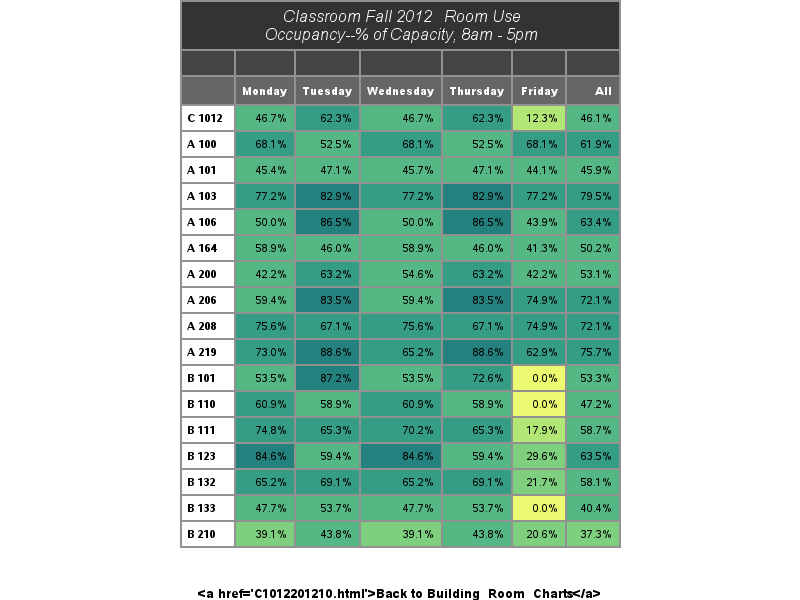 Classroom Fall 2012 Room Use
Occupancy--% of Capacity, 8am - 5pm
Monday Tuesday Wednesday Thursday Friday All
C 1012 46.7% 62.3% 46.7% 62.3% 12.3% 46.1%
A 100 68.1% 52.5% 68.1% 52.5% 68.1% 61.9%
A 101 45.4% 47.1% 45.7% 47.1% 44.1% 45.9%
A 103 77.2% 82.9% 77.2% 82.9% 77.2% 79.5%
A 106 50.0% 86.5% 50.0% 86.5% 43.9% 63.4%
A 164 58.9% 46.0% 58.9% 46.0% 41.3% 50.2%
A 200 42.2% 63.2% 54.6% 63.2% 42.2% 53.1%
A 206 59.4% 83.5% 59.4% 83.5% 74.9% 72.1%
A 208 75.6% 67.1% 75.6% 67.1% 74.9% 72.1%
A 219 73.0% 88.6% 65.2% 88.6% 62.9% 75.7%
B 101 53.5% 87.2% 53.5% 72.6% 0.0% 53.3%
B 110 60.9% 58.9% 60.9% 58.9% 0.0% 47.2%
B 111 74.8% 65.3% 70.2% 65.3% 17.9% 58.7%
B 123 84.6% 59.4% 84.6% 59.4% 29.6% 63.5%
B 132 65.2% 69.1% 65.2% 69.1% 21.7% 58.1%
B 133 47.7% 53.7% 47.7% 53.7% 0.0% 40.4%
B 210 39.1% 43.8% 39.1% 43.8% 20.6% 37.3%
<a href='C1012201210.html'>Back to Building Room Charts</a>